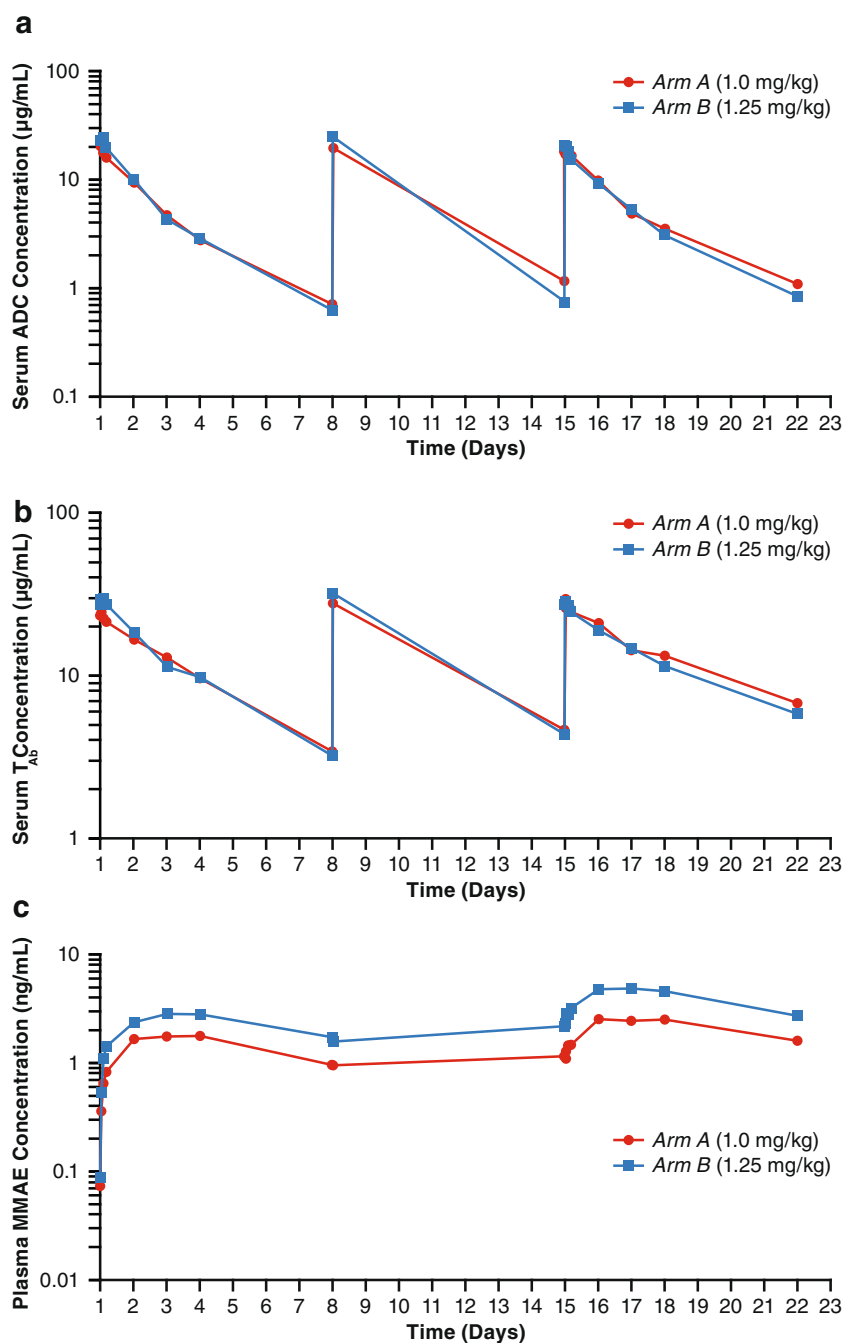 a
Serum ADC Concentration (µg/mL)
100
10
1
0.1
Arm A (1.0 mg/kg)
Arm B (1.25 mg/kg)
1 2 3 4 5 6 7 8 9 10 11 12 13 14 15 16 17 18 19 20 21 22 23
Time (Days)
b
Serum TAb Concentration (µg/mL)
100
10
1
Arm A (1.0 mg/kg)
Arm B (1.25 mg/kg)
1 2 3 4 5 6 7 8 9 10 11 12 13 14 15 16 17 18 19 20 21 22 23
Time (Days)
c
Plasma MMAE Concentration (ng/mL)
10
1
0.1
0.01
Arm A (1.0 mg/kg)
Arm B (1.25 mg/kg)
1 2 3 4 5 6 7 8 9 10 11 12 13 14 15 16 17 18 19 20 21 22 23
Time (Days)